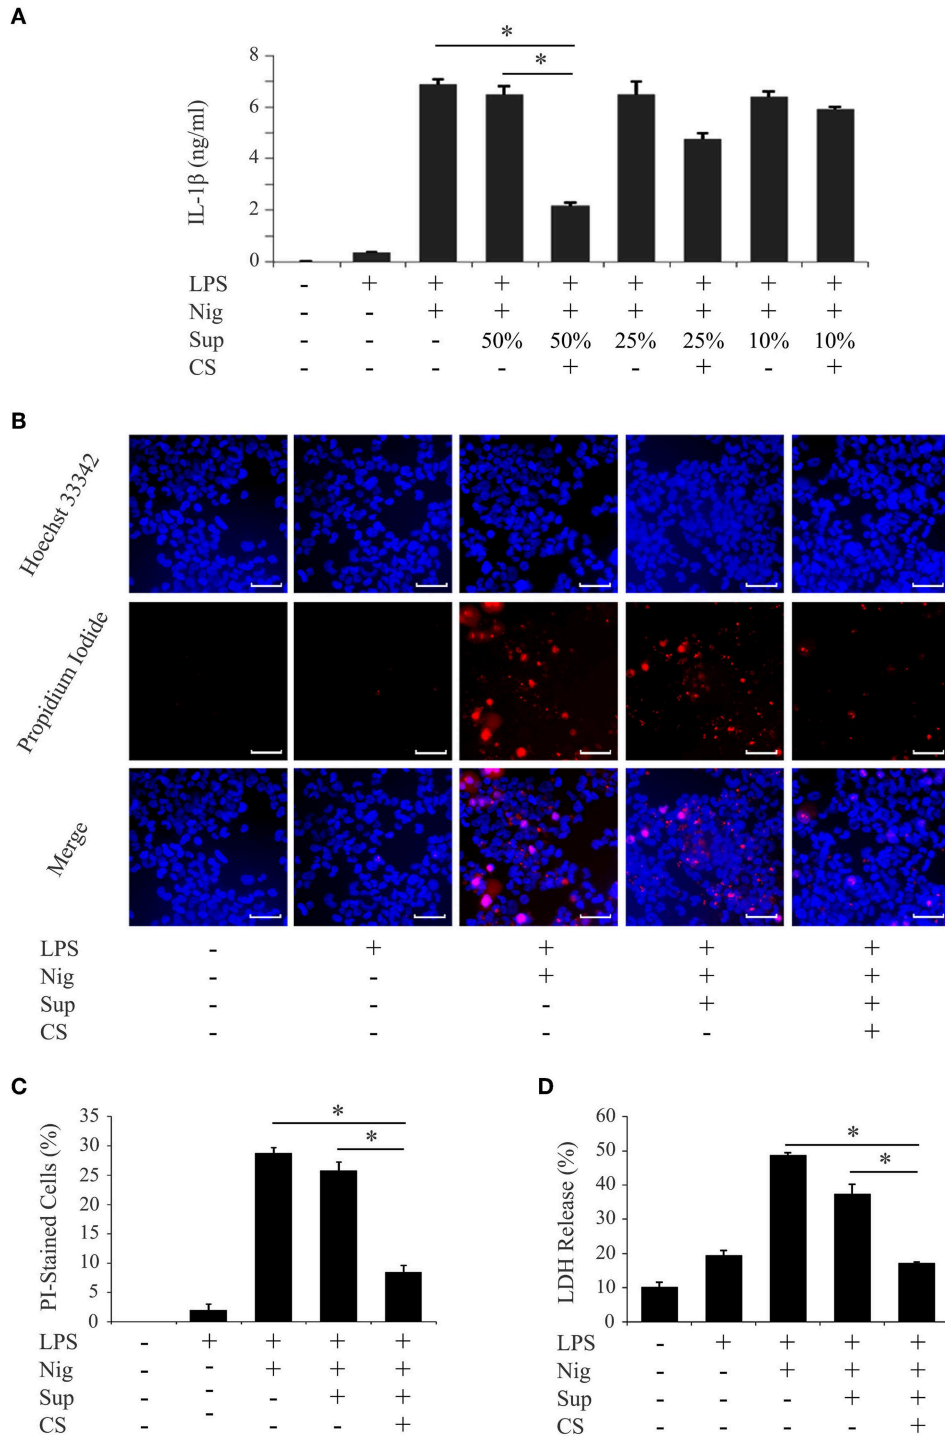 A
*
*
8
6
4
2
0
IL-1β (ng/ml)
LPS - + + + + + + + +
Nig - - + + + + + + +
Sup - - - 50% 50% 25% 25% 10% 10%
CS - - - - + - + - +
B
Hoechst 33342
Propidium Iodide
Merge
LPS - + + + +
Nig - - + + +
Sup - - - + +
CS - - - - +
C
*
*
35
30
25
20
15
10
5
0
PI-Stained Cells (%)
LPS - + + + +
Nig - - + + +
Sup - - - + +
CS - - - - +
D
*
*
60
50
40
30
20
10
0
LDH Release (%)
LPS - + + + +
Nig - - + + +
Sup - - - + +
CS - - - - +